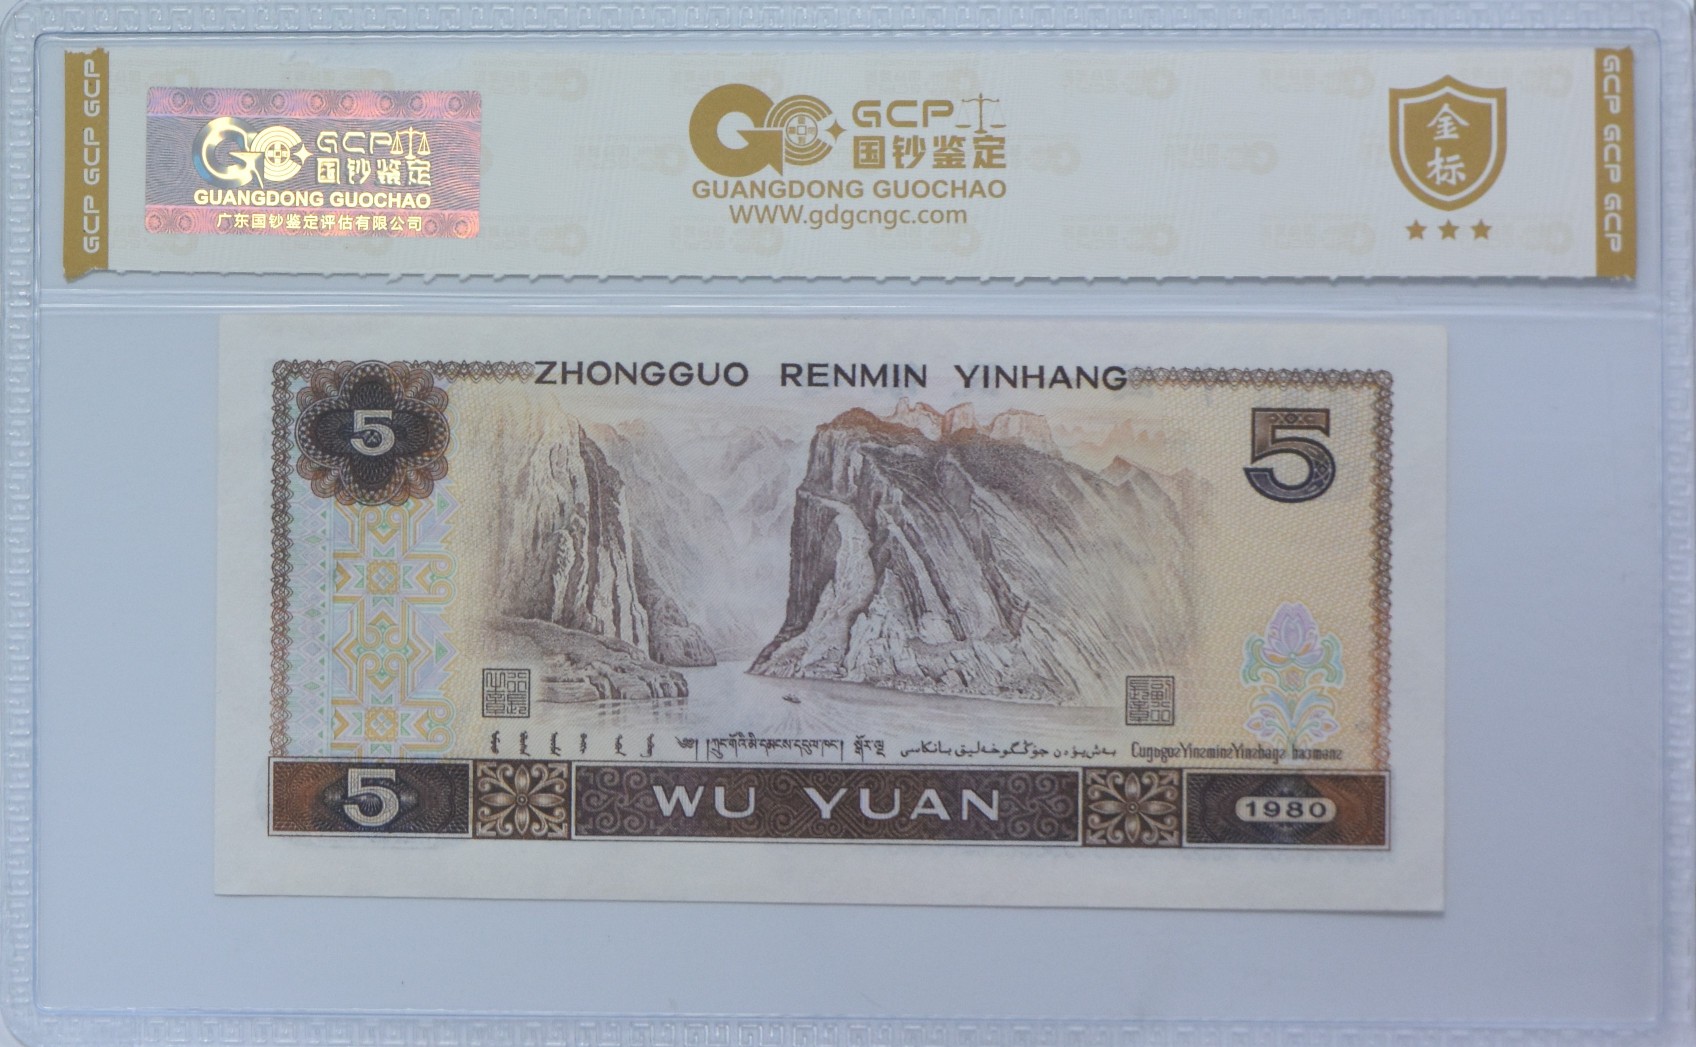 GCP GCP GCP
GCP
国钞鉴定
GUANGDONG GUOCHAO
广东国钞鉴定评估有限公司
GCP
国钞鉴定
GUANGDONG GUOCHAO
WWW.gdgcngc.com
金标
GCP GCP GCP
ZHONGGUO RENMIN YINHANG
5
5
5
WU YUAN
1980